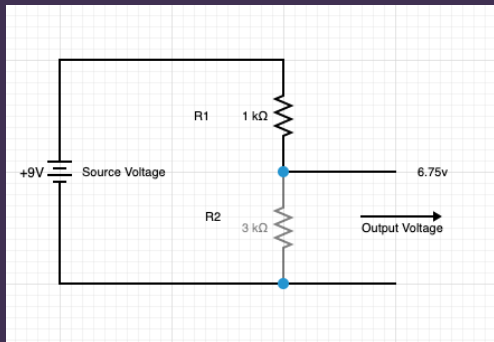 R1 1 kΩ
+9V Source Voltage 6.75v
R2
3 kΩ
Output Voltage